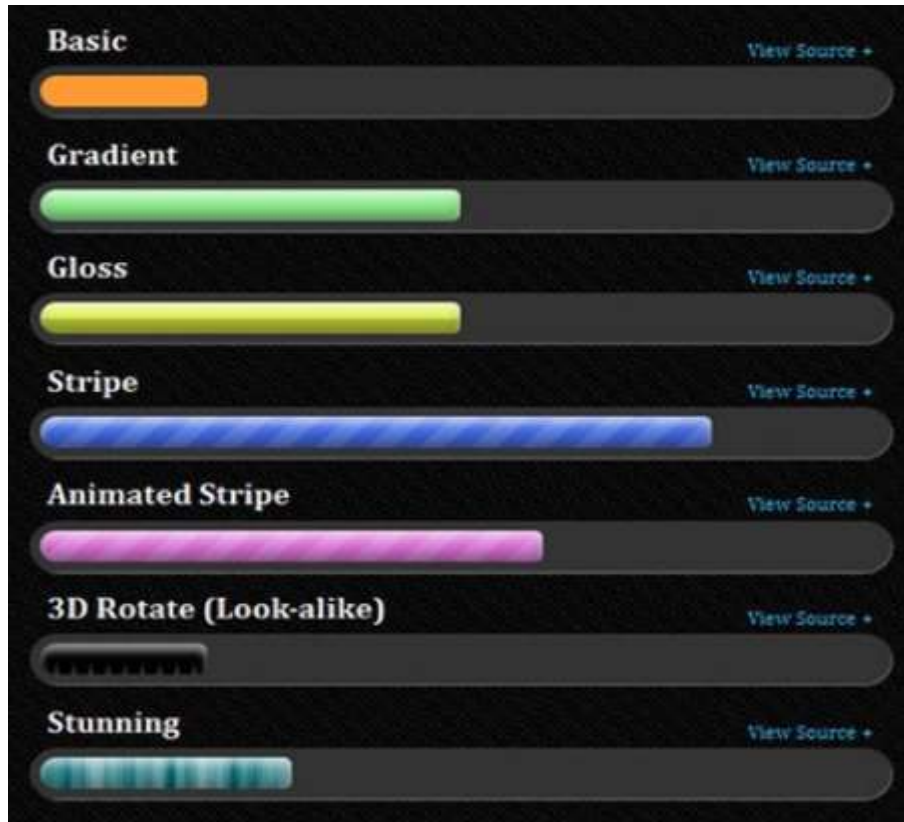 Basic
View Source +
Gradient
View Source +
Gloss
View Source +
Stripe
View Source +
Animated Stripe
View Source +
3D Rotate (Look-alike)
View Source +
Stunning
View Source +